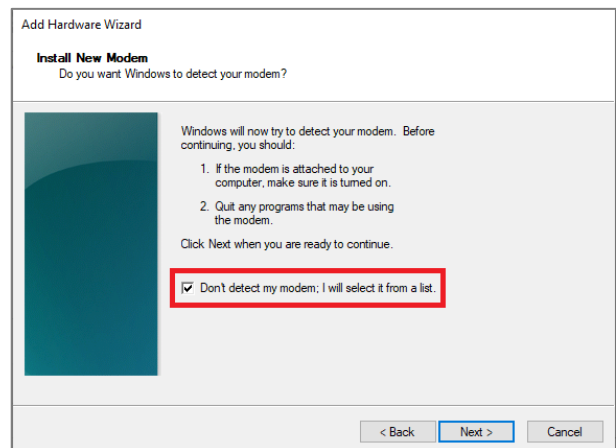 Add Hardware Wizard
Install New Modem
Do you want Windows to detect your modem?
Windows will now try to detect your modem. Before
continuing, you should:
1. If the modem is attached to your
computer, make sure it is turned on.
2. Quit any programs that may be using
the modem.
Click Next when you are ready to continue.
Don't detect my modem; I will select it from a list.
< Back
Next >
Cancel